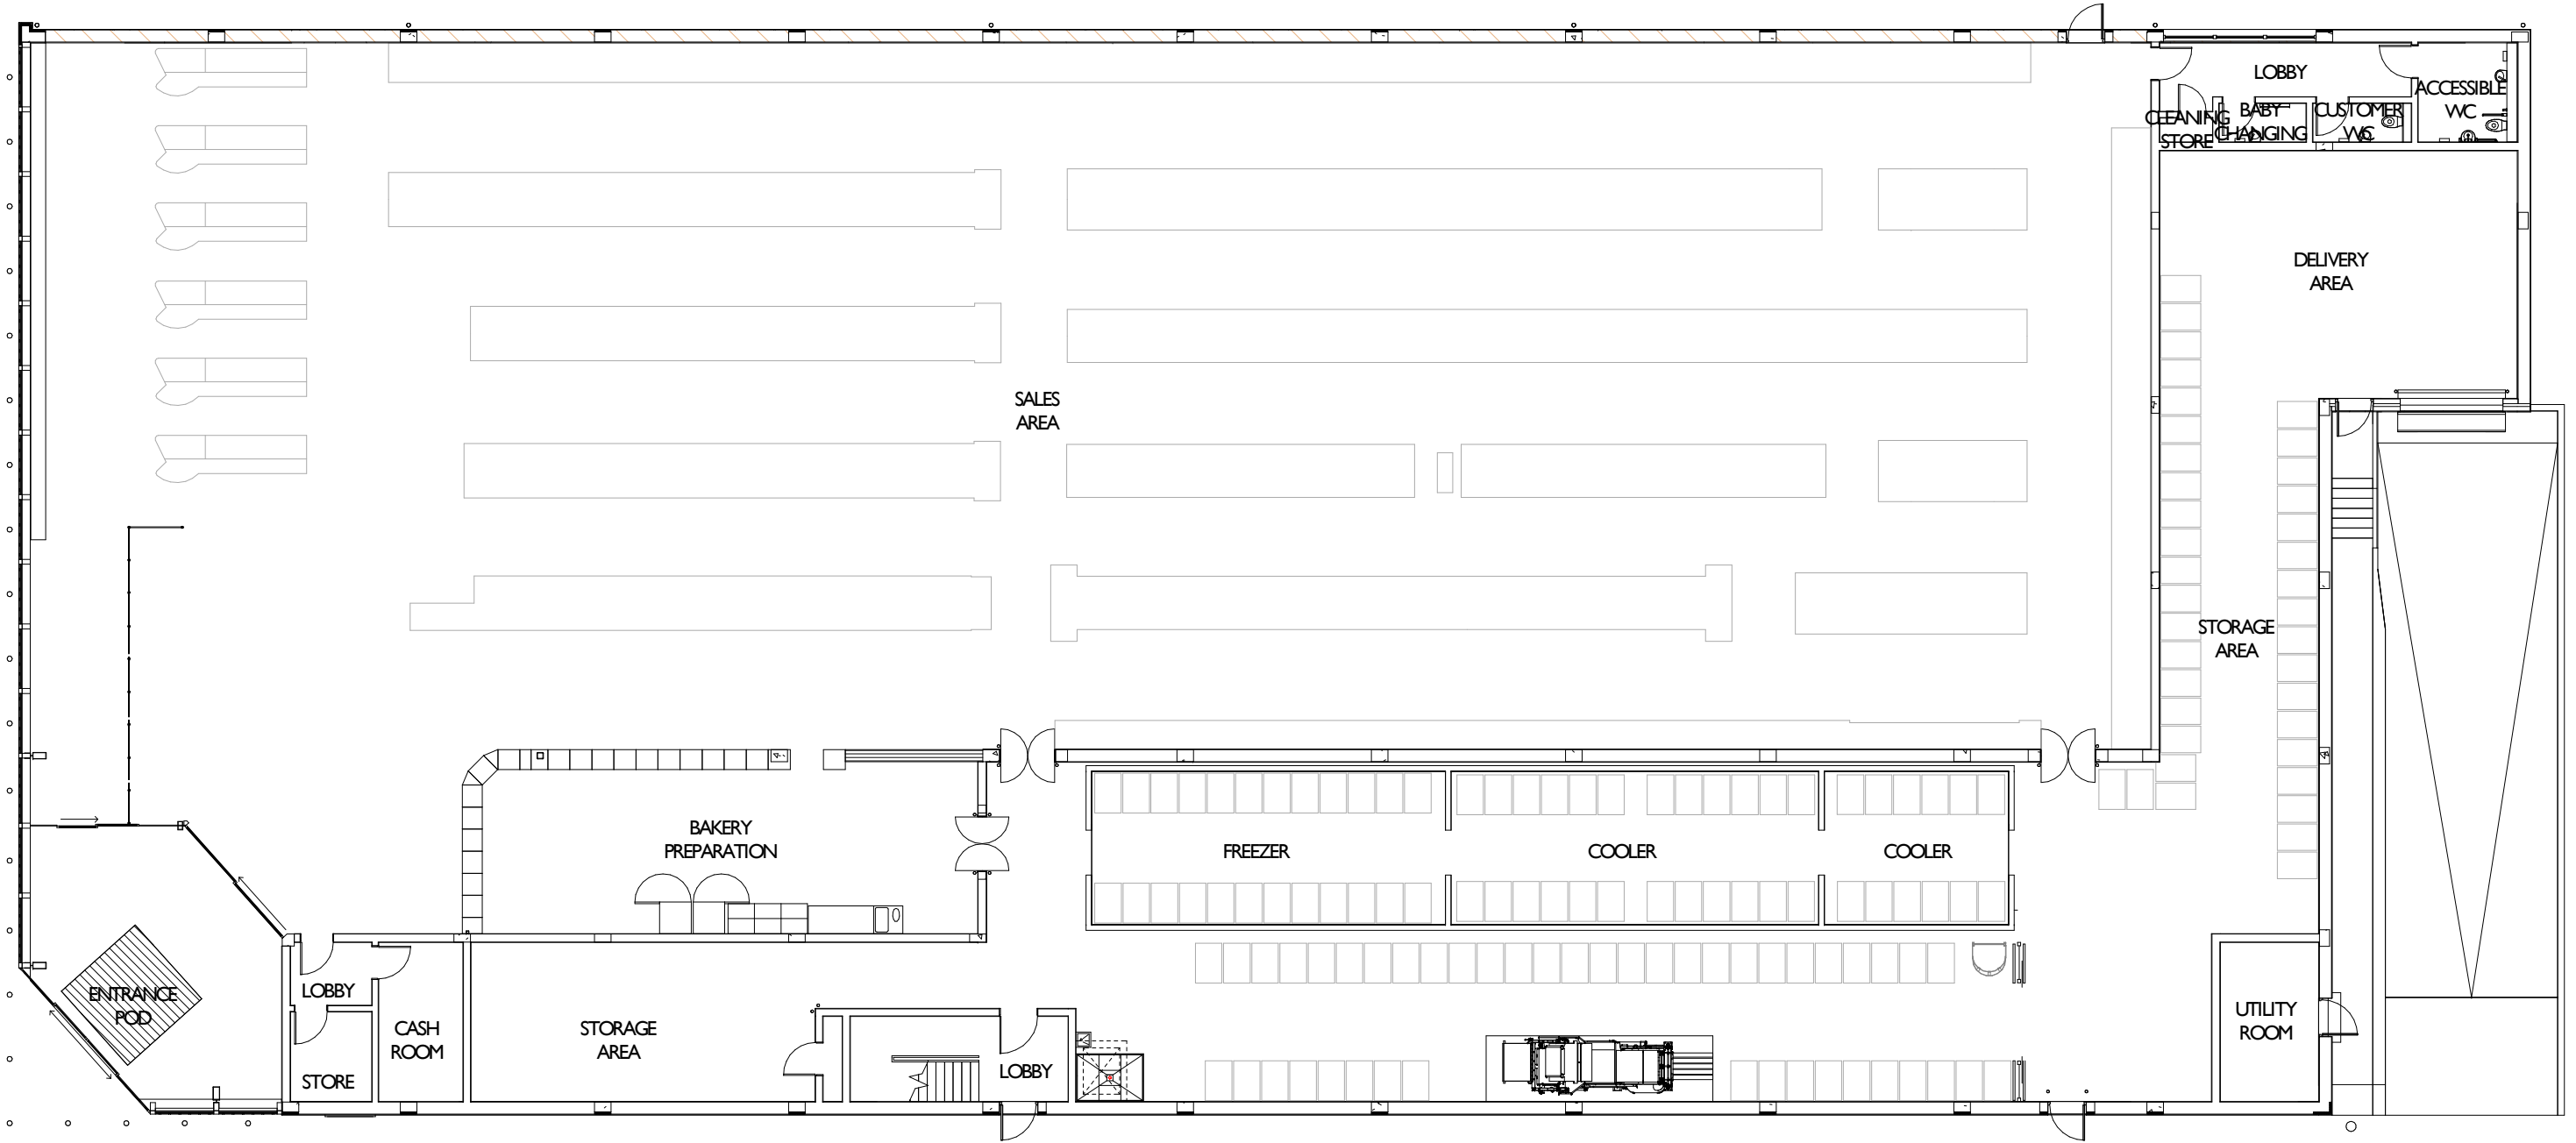 LOBBY
ACCESSIBLE
WC
CLEANING
STORE
BABY
CHANGING
CUSTOMER
WC
DELIVERY
AREA
SALES
AREA
STORAGE
AREA
BAKERY
PREPARATION
FREEZER
COOLER
COOLER
ENTRANCE
POD
LOBBY
CASH
ROOM
STORE
STORAGE
AREA
LOBBY
UTILITY
ROOM